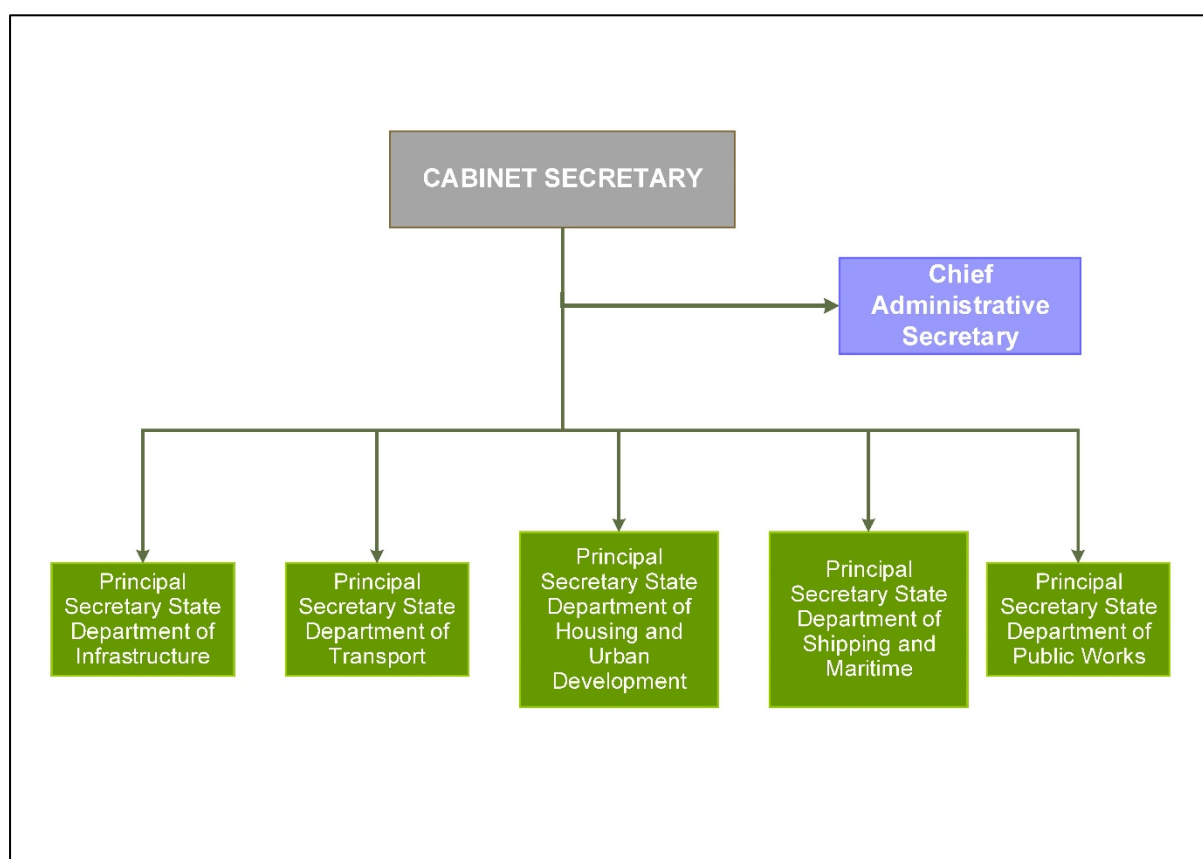 CABINET SECRETARY
Chief
Administrative
Secretary
Principal
Secretary State
Department of
Infrastructure
Principal
Secretary State
Department of
Transport
Principal
Secretary State
Department of
Housing and
Urban
Development
Principal
Secretary State
Department of
Shipping and
Maritime
Principal
Secretary State
Department of
Public Works